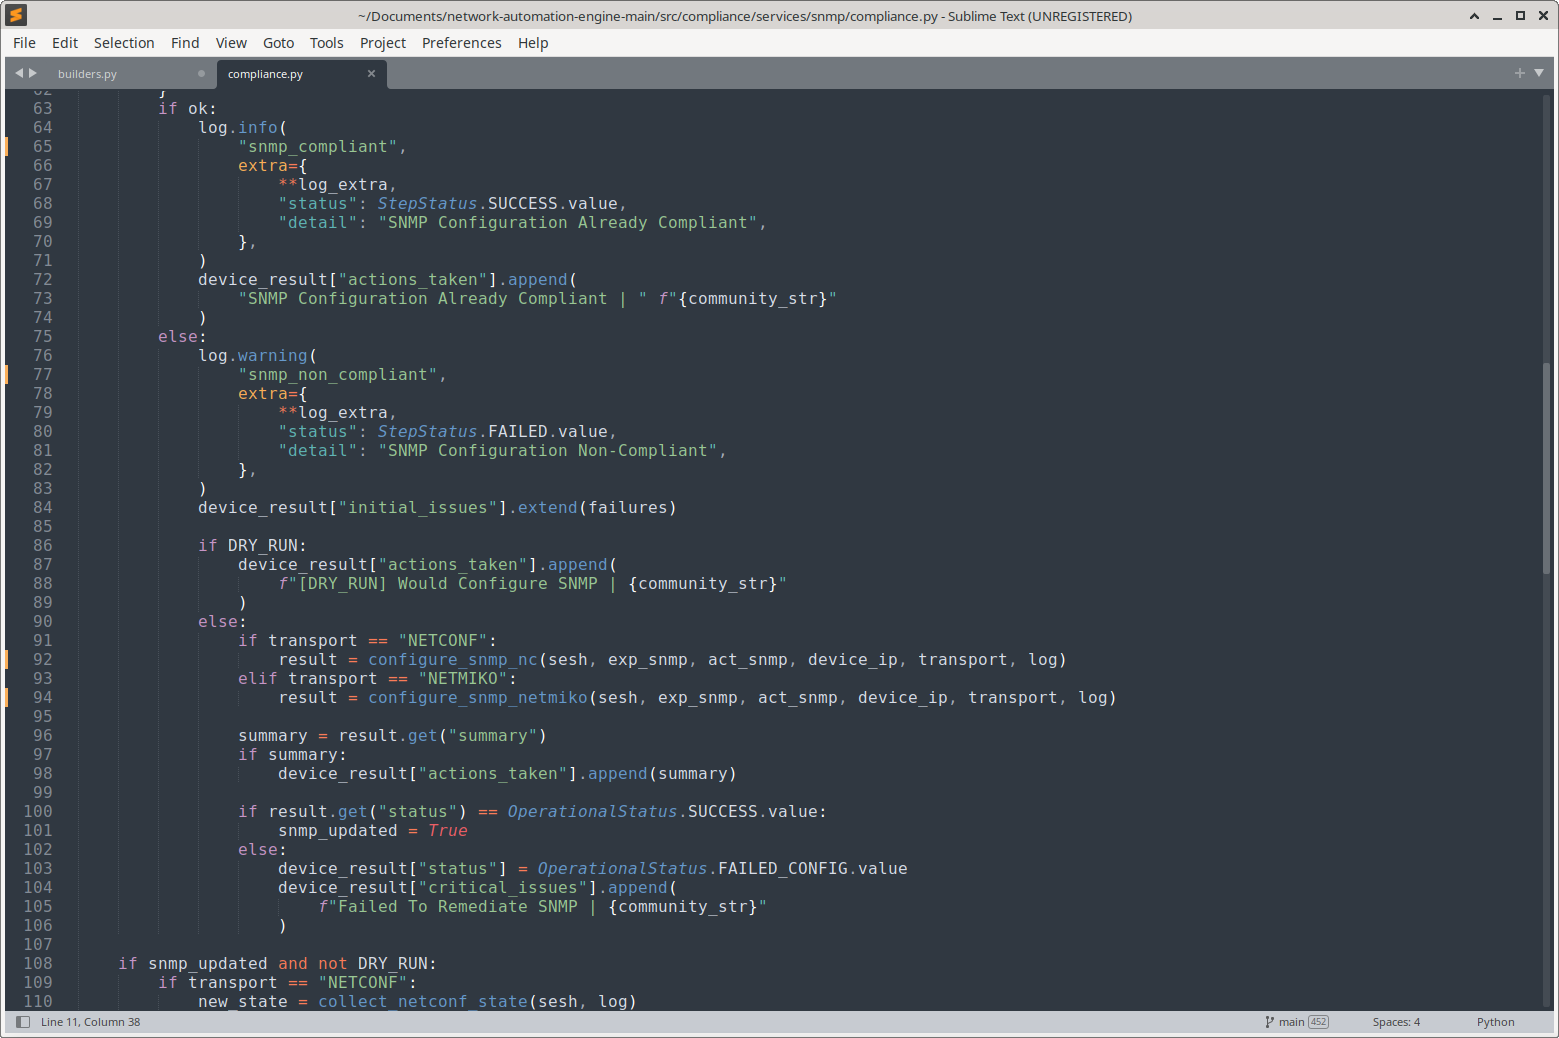 ~/Documents/network-automation-engine-main/src/compliance/services/snmp/compliance.py - Sublime Text (UNREGISTERED)
File Edit Selection Find View Goto Tools Project Preferences Help
builders.py compliance.py
62 }
63 if ok:
64 log.info(
65 "snmp_compliant",
66 extra={
67 **log_extra,
68 "status": StepStatus.SUCCESS.value,
69 "detail": "SNMP Configuration Already Compliant",
70 },
71 )
72 device_result["actions_taken"].append(
73 "SNMP Configuration Already Compliant | " f"{community_str}"
74 )
75 else:
76 log.warning(
77 "snmp_non_compliant",
78 extra={
79 **log_extra,
80 "status": StepStatus.FAILED.value,
81 "detail": "SNMP Configuration Non-Compliant",
82 },
83 )
84 device_result["initial_issues"].extend(failures)
85
86 if DRY_RUN:
87 device_result["actions_taken"].append(
88 f"[DRY_RUN] Would Configure SNMP | {community_str}"
89 )
90 else:
91 if transport == "NETCONF":
92 result = configure_snmp_nc(sesh, exp_snmp, act_snmp, device_ip, transport, log)
93 elif transport == "NETMIKO":
94 result = configure_snmp_netmiko(sesh, exp_snmp, act_snmp, device_ip, transport, log)
95
96 summary = result.get("summary")
97 if summary:
98 device_result["actions_taken"].append(summary)
99
100 if result.get("status") == OperationalStatus.SUCCESS.value:
101 snmp_updated = True
102 else:
103 device_result["status"] = OperationalStatus.FAILED_CONFIG.value
104 device_result["critical_issues"].append(
105 f"Failed To Remediate SNMP | {community_str}"
106 )
107
108 if snmp_updated and not DRY_RUN:
109 if transport == "NETCONF":
110 new_state = collect_netconf_state(sesh, log)
Line 11, Column 38 main 452 Spaces: 4 Python